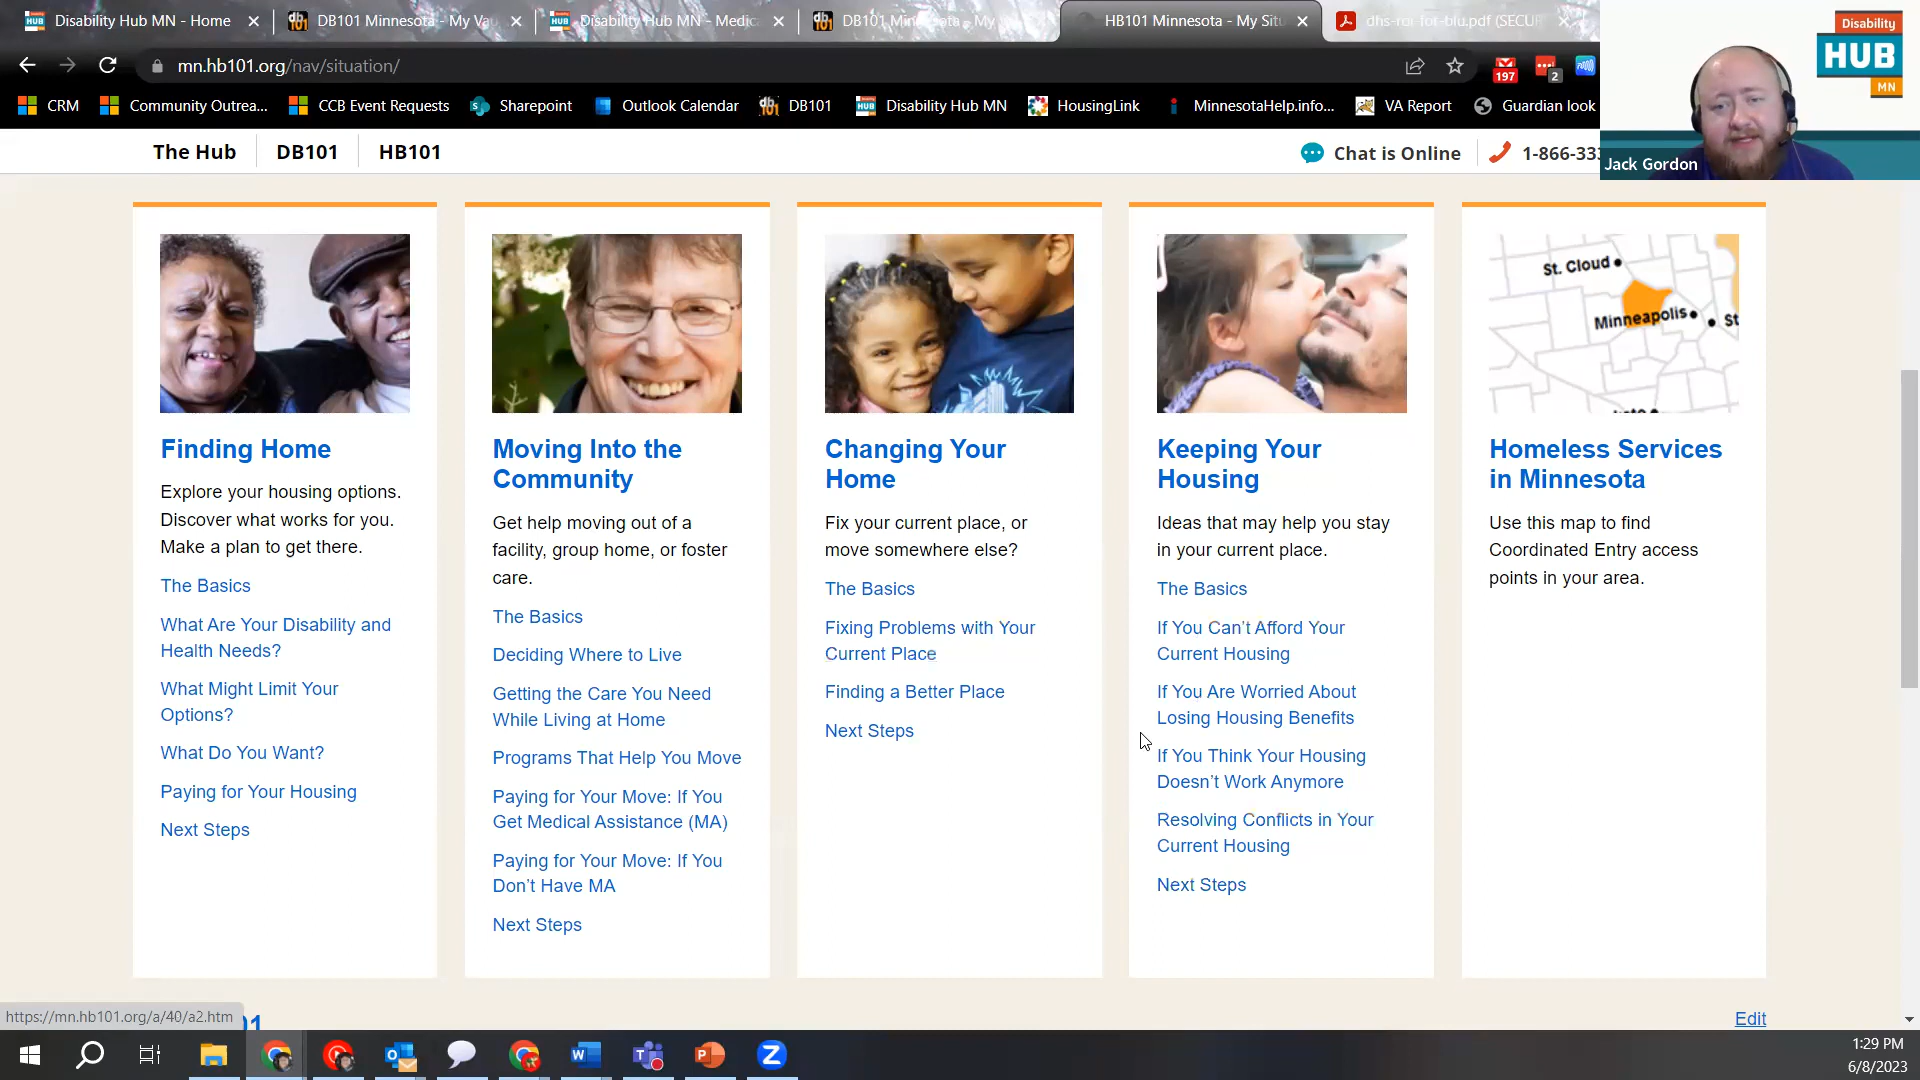 Disability Hub MN - Home
DB101 Minnesota - My Va
Disability Hub MN - Medic
DB101 Minnesota - My
HB101 Minnesota - My Situ
dhs-roi-for-blu.pdf (SECUR
Disability
HUB
MN
mn.hb101.org/nav/situation/
197
2
CRM
Community Outrea...
CCB Event Requests
Sharepoint
Outlook Calendar
DB101
Disability Hub MN
HousingLink
MinnesotaHelp.info...
VA Report
Guardian look
The Hub
DB101
HB101
Chat is Online
1-866-333
Jack Gordon
St. Cloud
Minneapolis
St
Finding Home
Explore your housing options.
Discover what works for you.
Make a plan to get there.
The Basics
What Are Your Disability and
Health Needs?
What Might Limit Your
Options?
What Do You Want?
Paying for Your Housing
Next Steps
Moving Into the
Community
Get help moving out of a
facility, group home, or foster
care.
The Basics
Deciding Where to Live
Getting the Care You Need
While Living at Home
Programs That Help You Move
Paying for Your Move: If You
Get Medical Assistance (MA)
Paying for Your Move: If You
Don't Have MA
Next Steps
Changing Your
Home
Fix your current place, or
move somewhere else?
The Basics
Fixing Problems with Your
Current Place
Finding a Better Place
Next Steps
Keeping Your
Housing
Ideas that may help you stay
in your current place.
The Basics
If You Can't Afford Your
Current Housing
If You Are Worried About
Losing Housing Benefits
If You Think Your Housing
Doesn't Work Anymore
Resolving Conflicts in Your
Current Housing
Next Steps
Homeless Services
in Minnesota
Use this map to find
Coordinated Entry access
points in your area.
https://mn.hb101.org/a/40/a2.htm
Edit
1:29 PM
6/8/2023